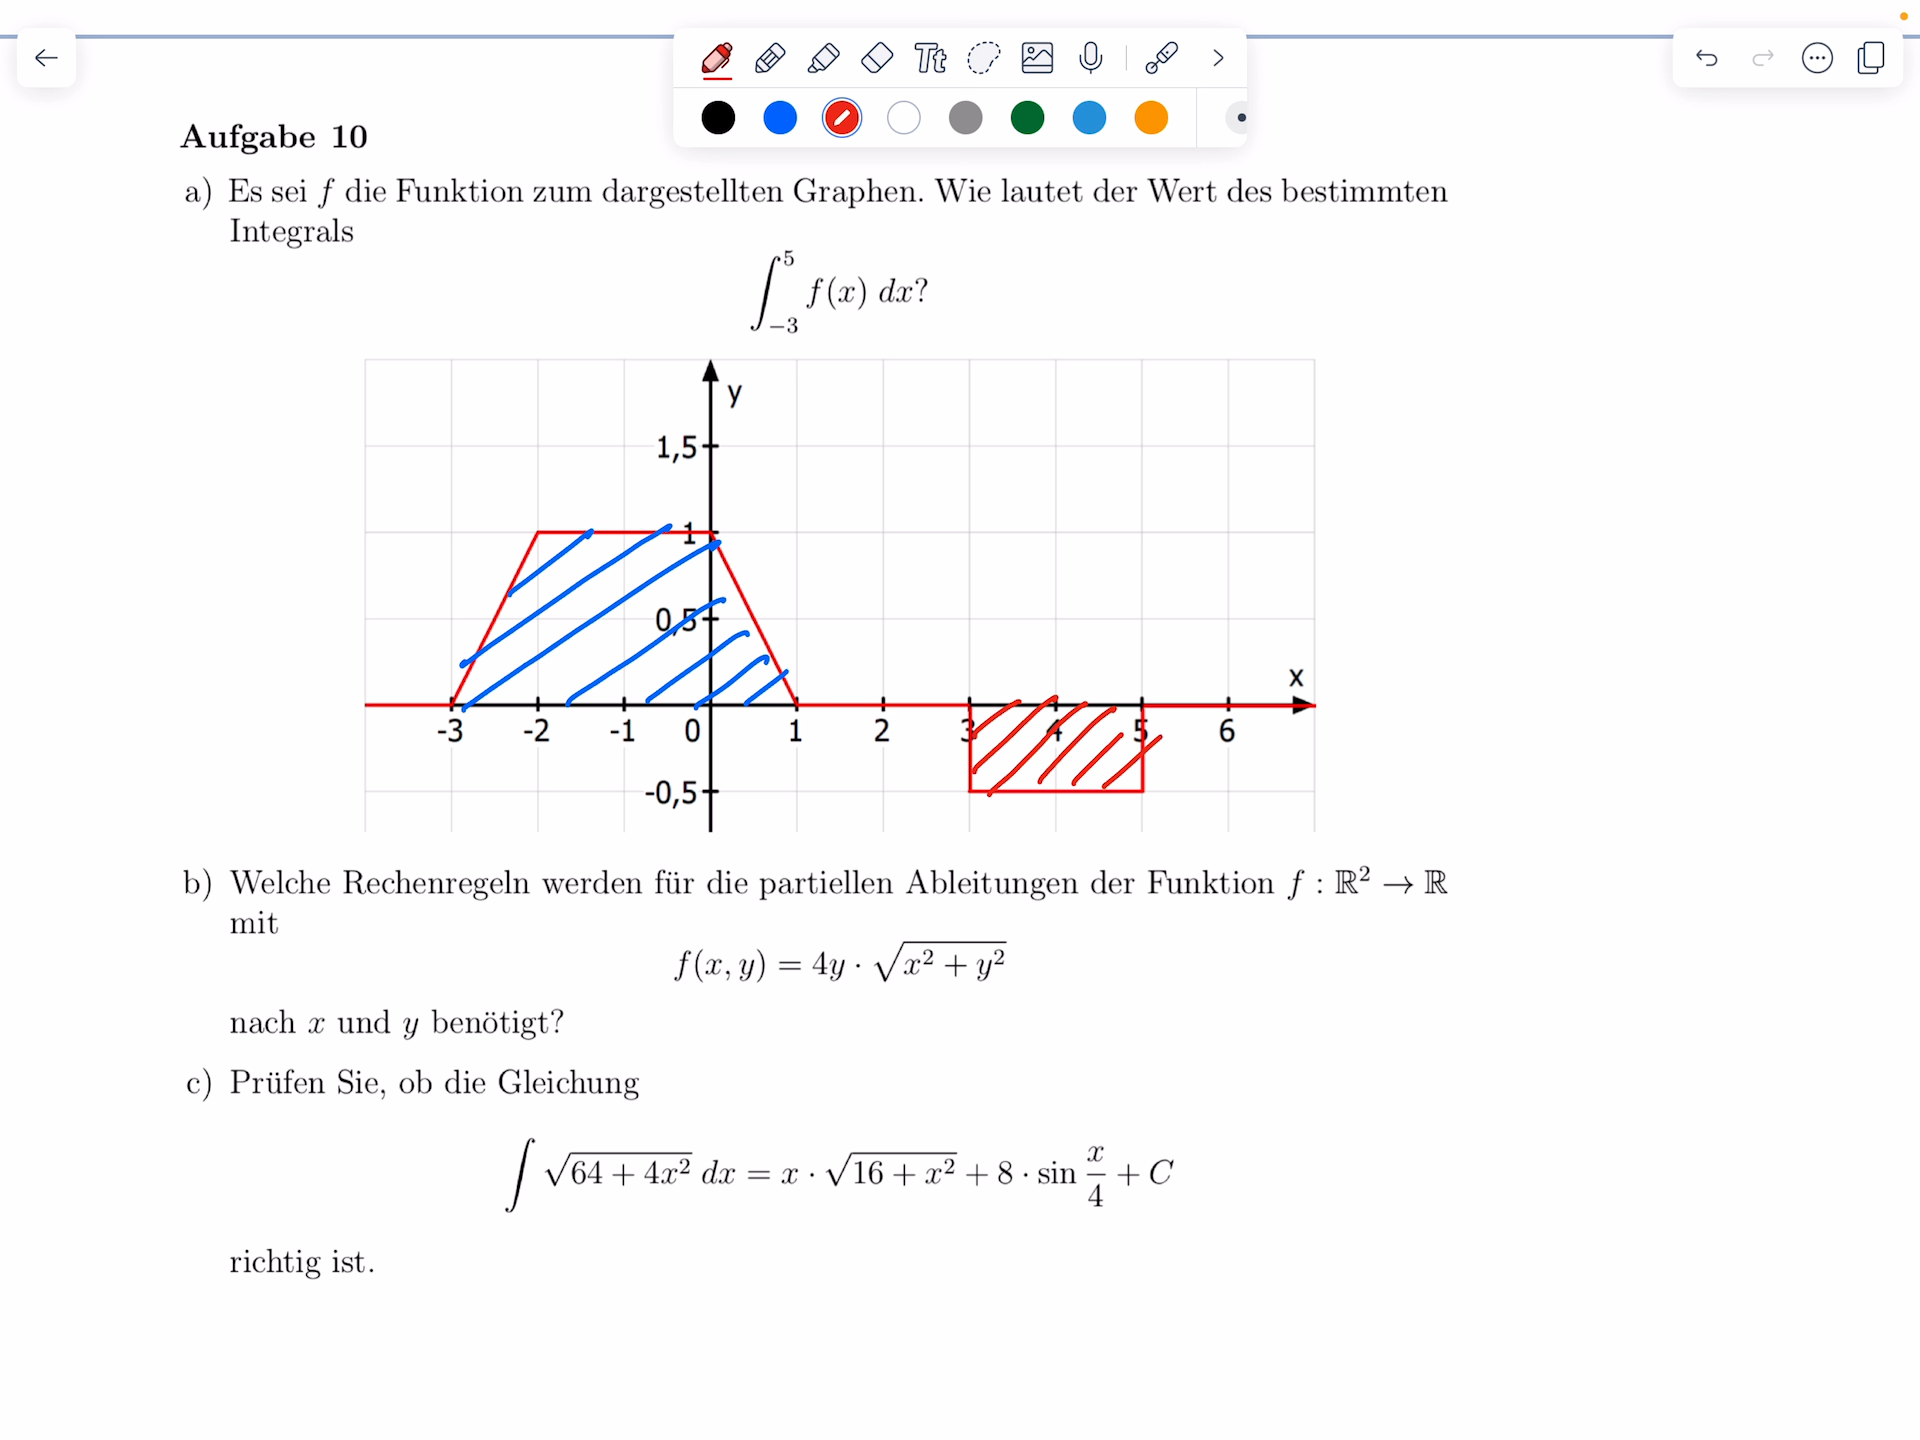 Tt
Aufgabe 10
a) Es sei f die Funktion zum dargestellten Graphen. Wie lautet der Wert des bestimmten
Integrals
∫_{-3}^{5} f(x) dx?
y
1,5
1
0,5
x
-3 -2 -1 0 1 2 3 4 5 6
-0,5
b) Welche Rechenregeln werden für die partiellen Ableitungen der Funktion f : ℝ² → ℝ
mit
f(x, y) = 4y · √(x² + y²)
nach x und y benötigt?
c) Prüfen Sie, ob die Gleichung
∫ √(64 + 4x²) dx = x · √(16 + x²) + 8 · sin x/4 + C
richtig ist.